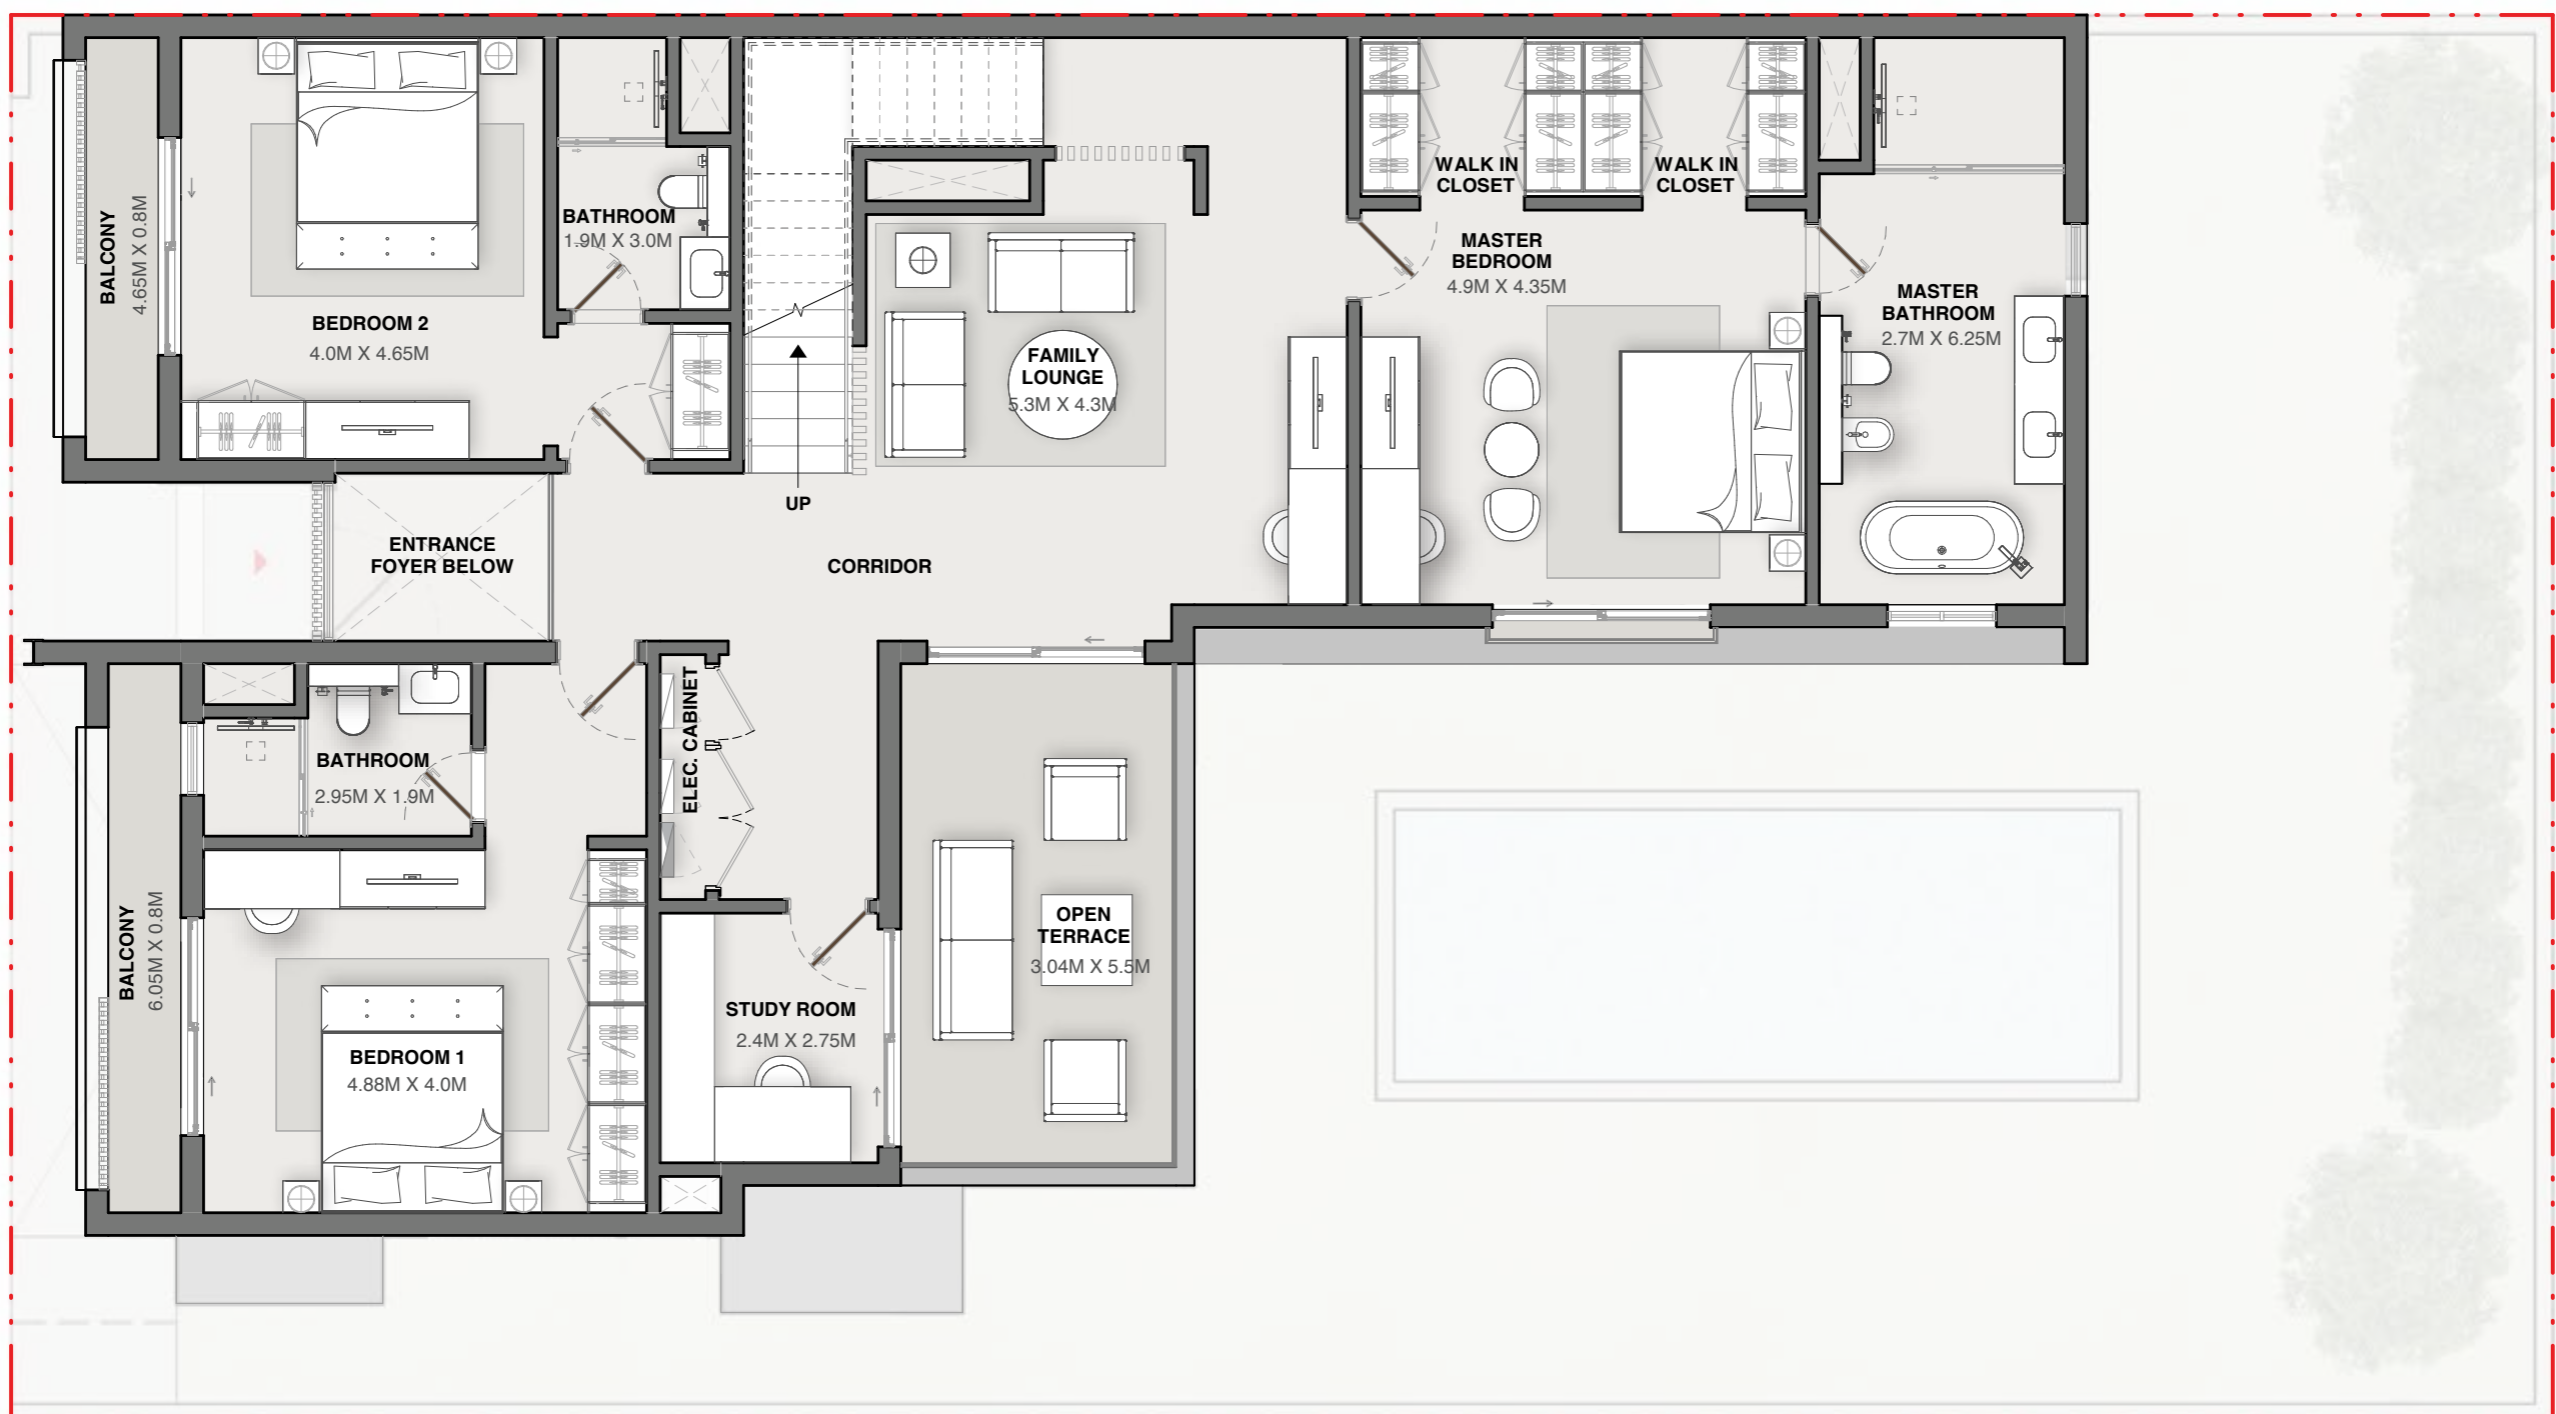 BALCONY
4.65M X 0.8M
BEDROOM 2
4.0M X 4.65M
BATHROOM
1.9M X 3.0M
UP
FAMILY
LOUNGE
5.3M X 4.3M
WALK IN
CLOSET
WALK IN
CLOSET
MASTER
BEDROOM
4.9M X 4.35M
MASTER
BATHROOM
2.7M X 6.25M
ENTRANCE
FOYER BELOW
CORRIDOR
BATHROOM
2.95M X 1.9M
ELEC. CABINET
BALCONY
6.05M X 0.8M
BEDROOM 1
4.88M X 4.0M
STUDY ROOM
2.4M X 2.75M
OPEN
TERRACE
3.04M X 5.5M